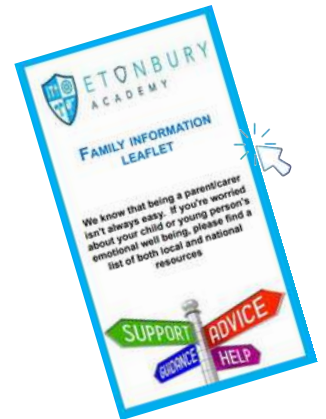 ETONBURY
ACADEMY
FAMILY INFORMATION
LEAFLET
We know that being a parent/carer
isn't always easy. If you're worried
about your child or young person's
emotional well being, please find a
list of both local and national
resources
SUPPORT
ADVICE
GUIDANCE
HELP